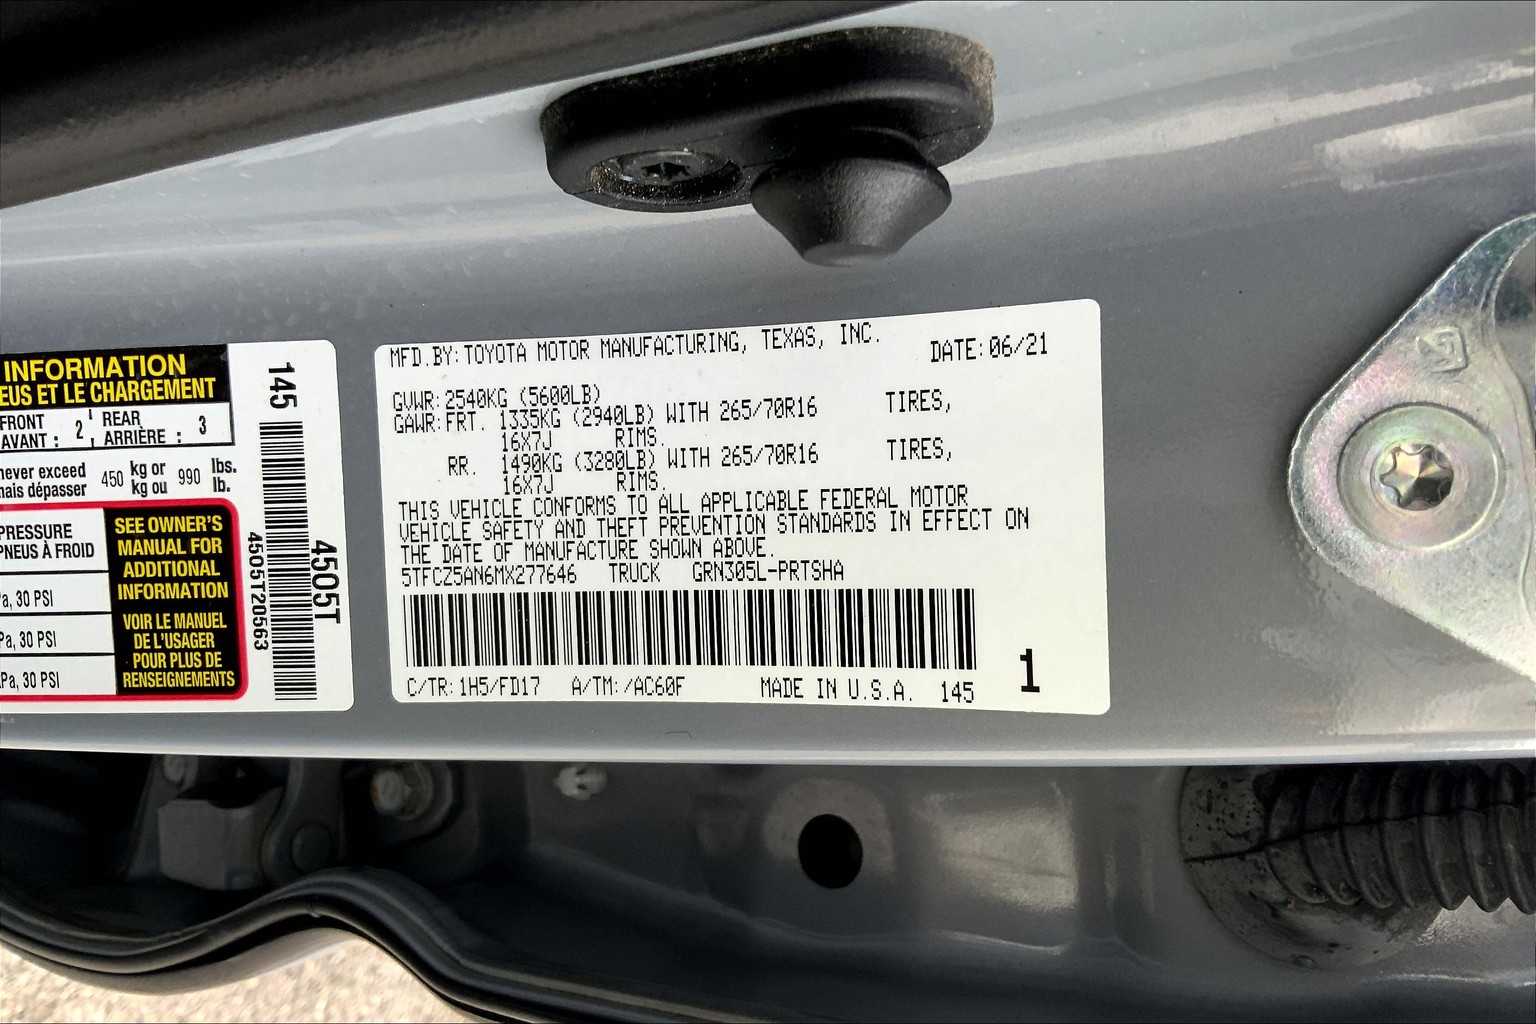 INFORMATION
EUS ET LE CHARGEMENT
FRONT
AVANT : 2 , REAR
ARRIÈRE : 3
never exceed
mais dépasser 450 kg or
kg ou 990 lbs.
lb.
PRESSURE
PNEUS À FROID
Pa, 30 PSI
Pa, 30 PSI
kPa, 30 PSI
SEE OWNER'S
MANUAL FOR
ADDITIONAL
INFORMATION
VOIR LE MANUEL
DE L'USAGER
POUR PLUS DE
RENSEIGNEMENTS
145
4505T
4505T20563
MFD.BY:TOYOTA MOTOR MANUFACTURING, TEXAS, INC.
DATE:06/21
GVWR:2540KG (5600LB)
GAWR:FRT. 1335KG (2940LB) WITH 265/70R16 TIRES,
16X7J RIMS.
RR. 1490KG (3280LB) WITH 265/70R16 TIRES,
16X7J RIMS.
THIS VEHICLE CONFORMS TO ALL APPLICABLE FEDERAL MOTOR
VEHICLE SAFETY AND THEFT PREVENTION STANDARDS IN EFFECT ON
THE DATE OF MANUFACTURE SHOWN ABOVE.
5TFCZ5AN6MX277646 TRUCK GRN305L-PRTSHA
C/TR:1H5/FD17 A/TM:/AC60F MADE IN U.S.A. 145
1